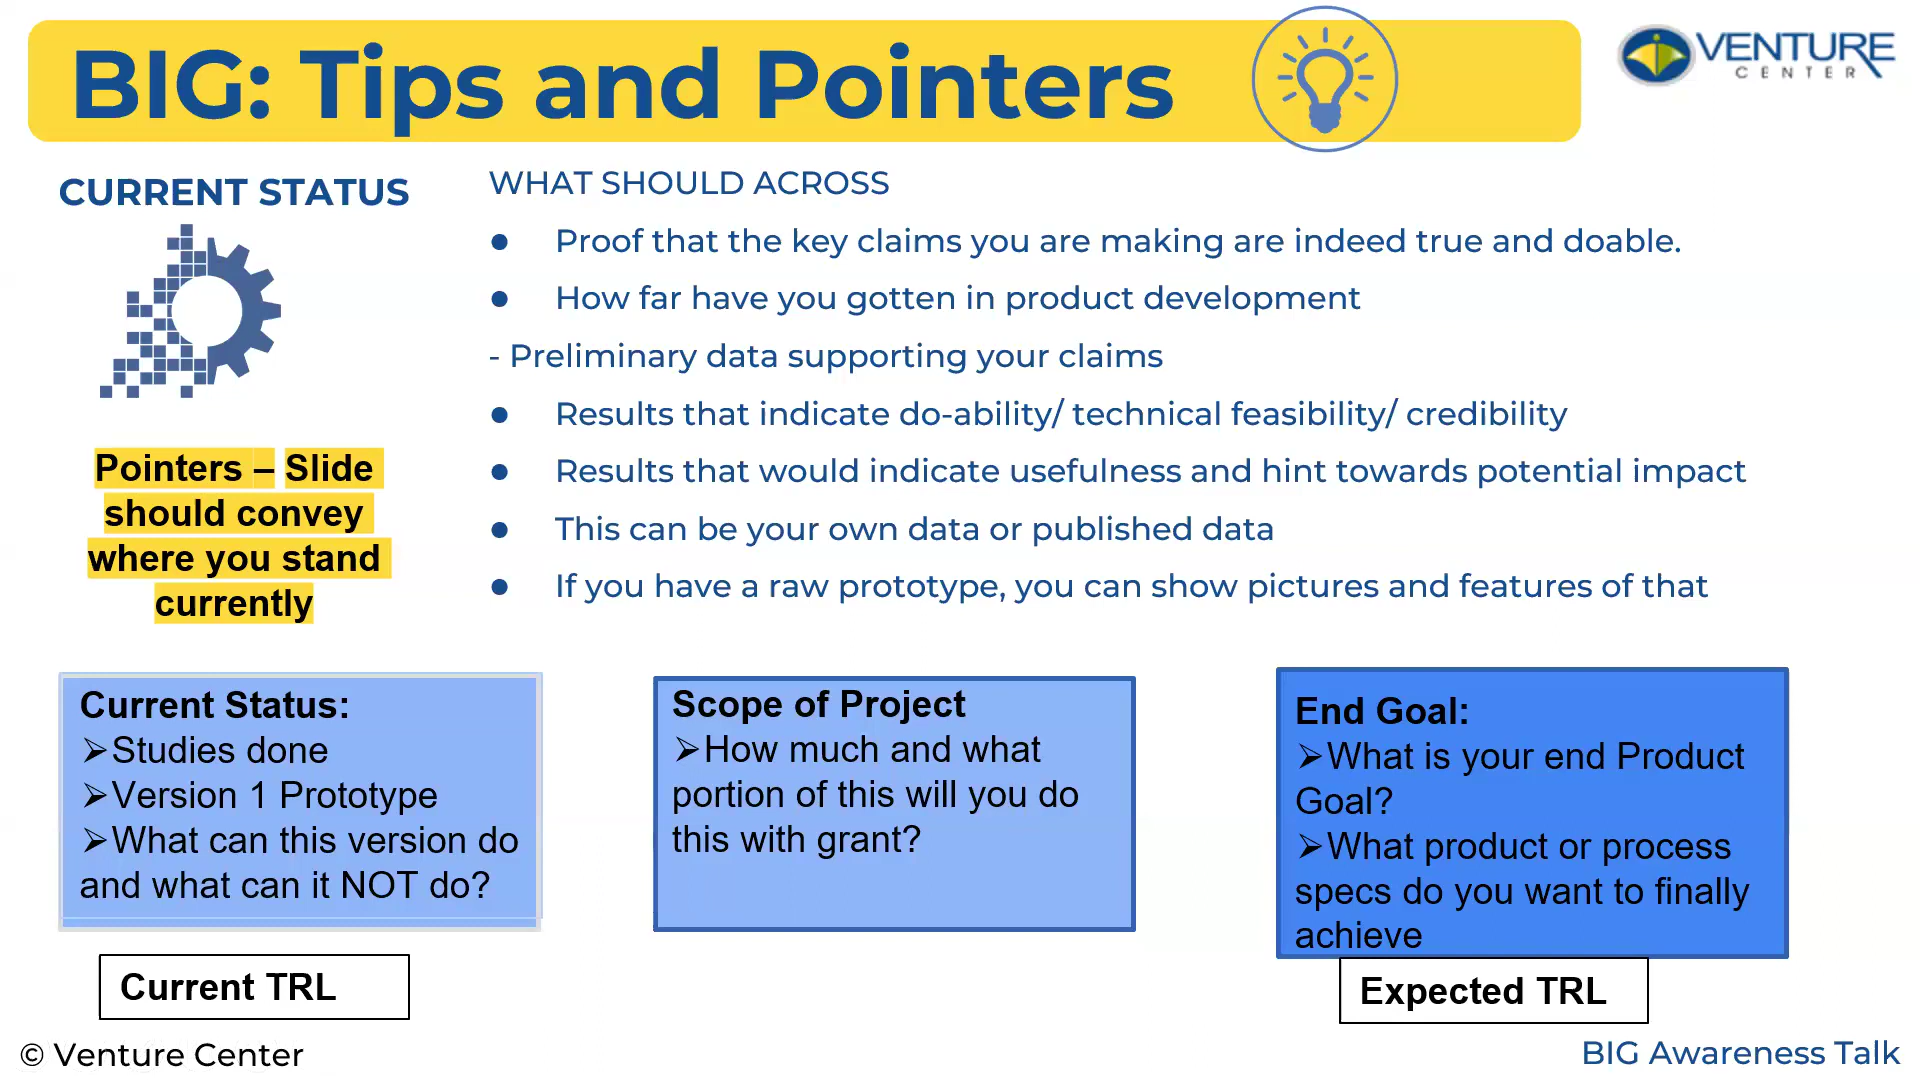 BIG: Tips and Pointers
VENTURE
CENTER
CURRENT STATUS
WHAT SHOULD ACROSS
● Proof that the key claims you are making are indeed true and doable.
● How far have you gotten in product development
- Preliminary data supporting your claims
● Results that indicate do-ability/ technical feasibility/ credibility
● Results that would indicate usefulness and hint towards potential impact
● This can be your own data or published data
● If you have a raw prototype, you can show pictures and features of that
Pointers – Slide
should convey
where you stand
currently
Current Status:
➢Studies done
➢Version 1 Prototype
➢What can this version do
and what can it NOT do?
Current TRL
Scope of Project
➢How much and what
portion of this will you do
this with grant?
End Goal:
➢What is your end Product
Goal?
➢What product or process
specs do you want to finally
achieve
Expected TRL
© Venture Center
BIG Awareness Talk